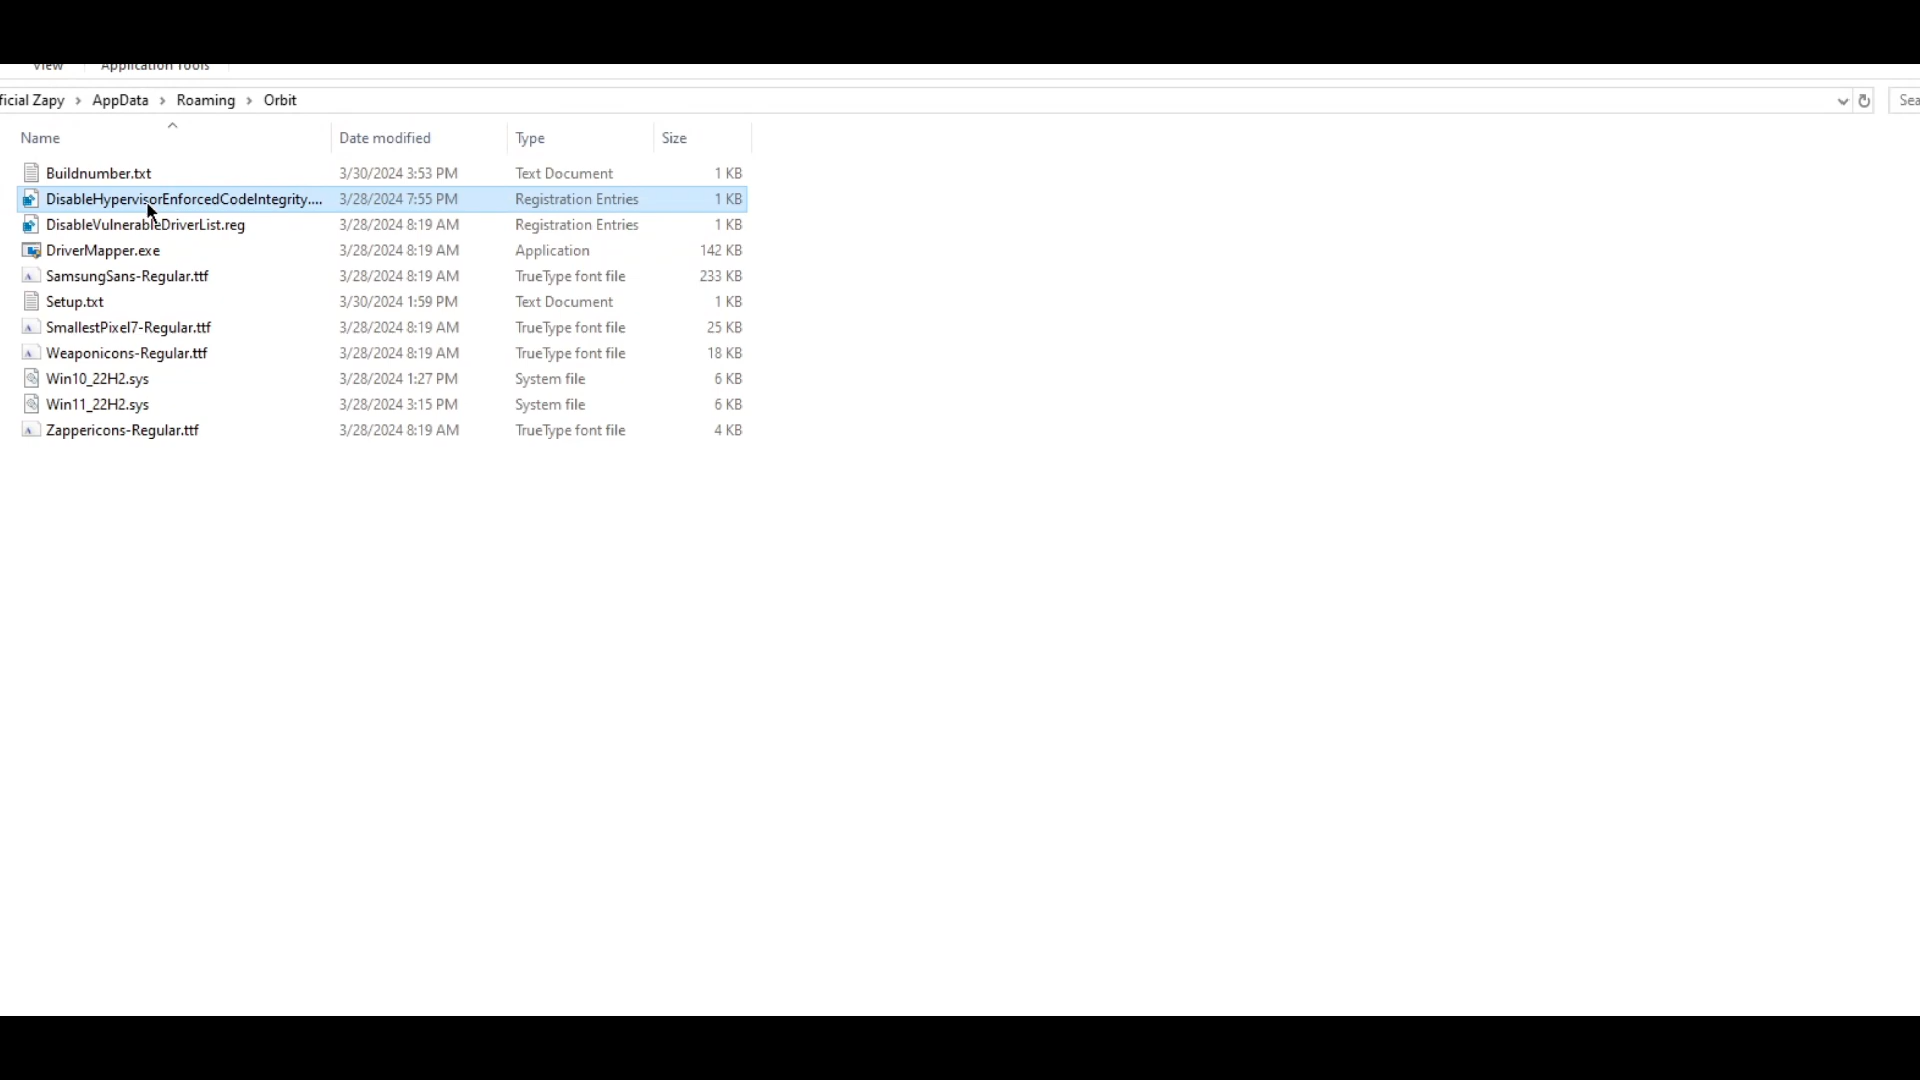 View Application Tools
ficial Zapy > AppData > Roaming > Orbit Sea
Name Date modified Type Size
Buildnumber.txt 3/30/2024 3:53 PM Text Document 1 KB
DisableHypervisorEnforcedCodeIntegrity.... 3/28/2024 7:55 PM Registration Entries 1 KB
DisableVulnerableDriverList.reg 3/28/2024 8:19 AM Registration Entries 1 KB
DriverMapper.exe 3/28/2024 8:19 AM Application 142 KB
SamsungSans-Regular.ttf 3/28/2024 8:19 AM TrueType font file 233 KB
Setup.txt 3/30/2024 1:59 PM Text Document 1 KB
SmallestPixel7-Regular.ttf 3/28/2024 8:19 AM TrueType font file 25 KB
Weaponicons-Regular.ttf 3/28/2024 8:19 AM TrueType font file 18 KB
Win10_22H2.sys 3/28/2024 1:27 PM System file 6 KB
Win11_22H2.sys 3/28/2024 3:15 PM System file 6 KB
Zappericons-Regular.ttf 3/28/2024 8:19 AM TrueType font file 4 KB